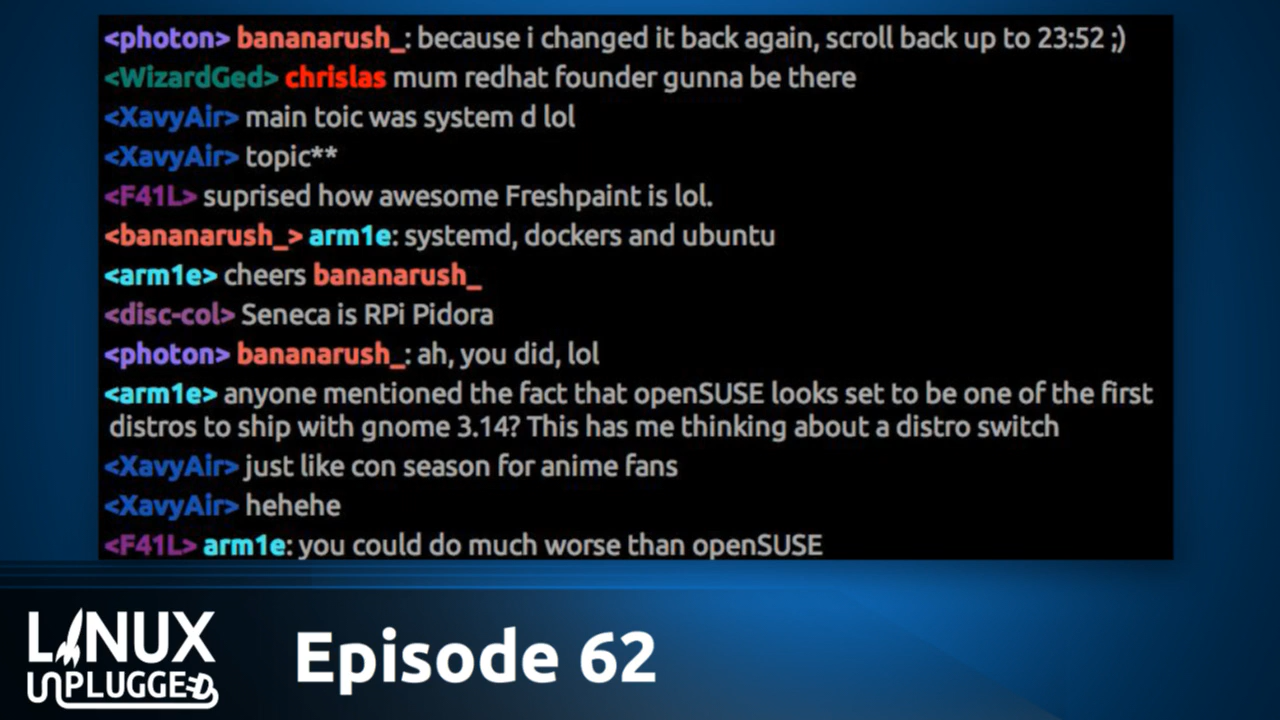 <photon> bananarush_: because i changed it back again, scroll back up to 23:52 ;)
<WizardGed> chrislas mum redhat founder gunna be there
<XavyAir> main toic was system d lol
<XavyAir> topic**
<F41L> suprised how awesome Freshpaint is lol.
<bananarush_> arm1e: systemd, dockers and ubuntu
<arm1e> cheers bananarush_
<disc-col> Seneca is RPi Pidora
<photon> bananarush_: ah, you did, lol
<arm1e> anyone mentioned the fact that openSUSE looks set to be one of the first
distros to ship with gnome 3.14? This has me thinking about a distro switch
<XavyAir> just like con season for anime fans
<XavyAir> hehehe
<F41L> arm1e: you could do much worse than openSUSE
LINUX
UNPLUGGED
Episode 62